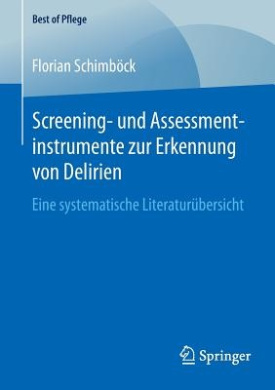 Best of Pflege
Florian Schimböck
Screening- und Assessment-
instrumente zur Erkennung
von Delirien
Eine systematische Literaturübersicht
Springer